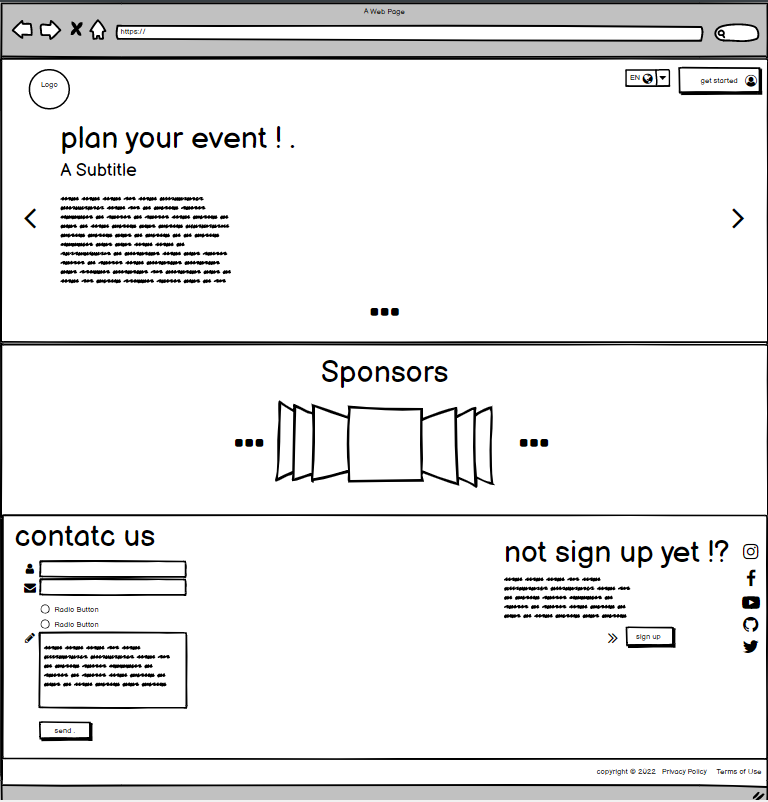 A Web Page
https://
Logo
EN
get started
plan your event ! .
A Subtitle
Sponsors
contatc us
Radio Button
Radio Button
send .
not sign up yet !?
sign up
copyright © 2022 Privacy Policy Terms of Use